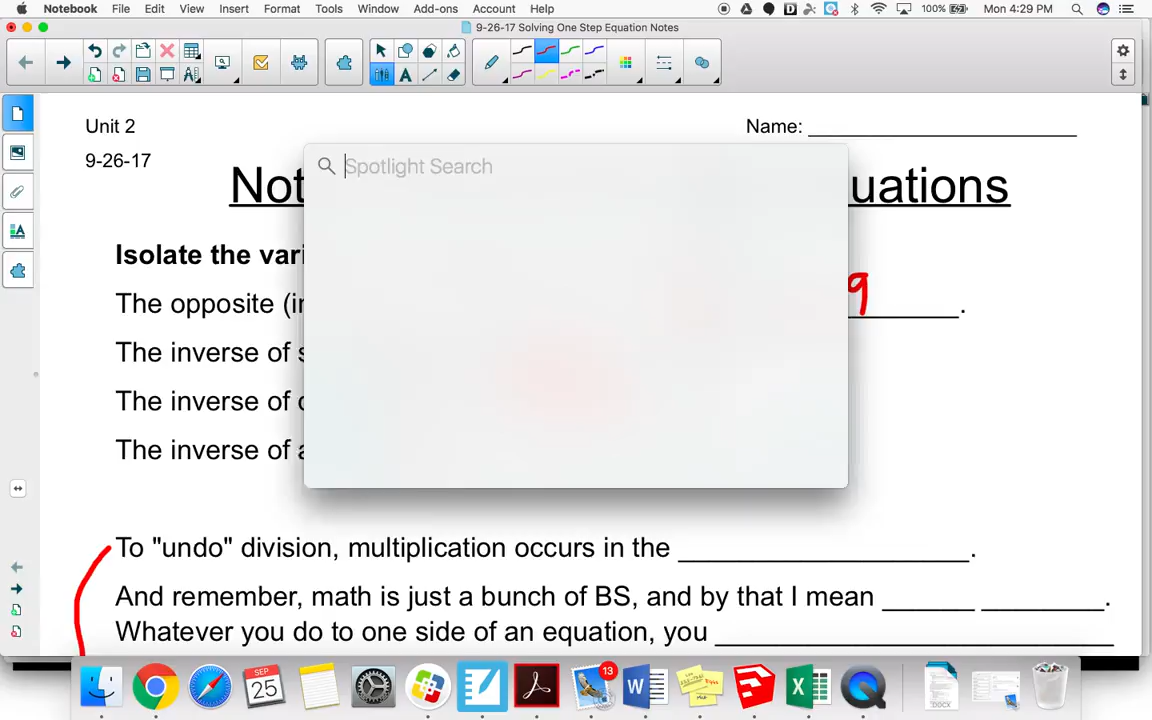 Notebook File Edit View Insert Format Tools Window Add-ons Account Help 100% Mon 4:29 PM
9-26-17 Solving One Step Equation Notes
Unit 2
Name:
9-26-17
Spotlight Search
Not uations
Isolate the vari
The opposite (in 9 .
The inverse of s
The inverse of
The inverse of a
To "undo" division, multiplication occurs in the .
And remember, math is just a bunch of BS, and by that I mean .
Whatever you do to one side of an equation, you
SEP
25
13
W
X
DOCX